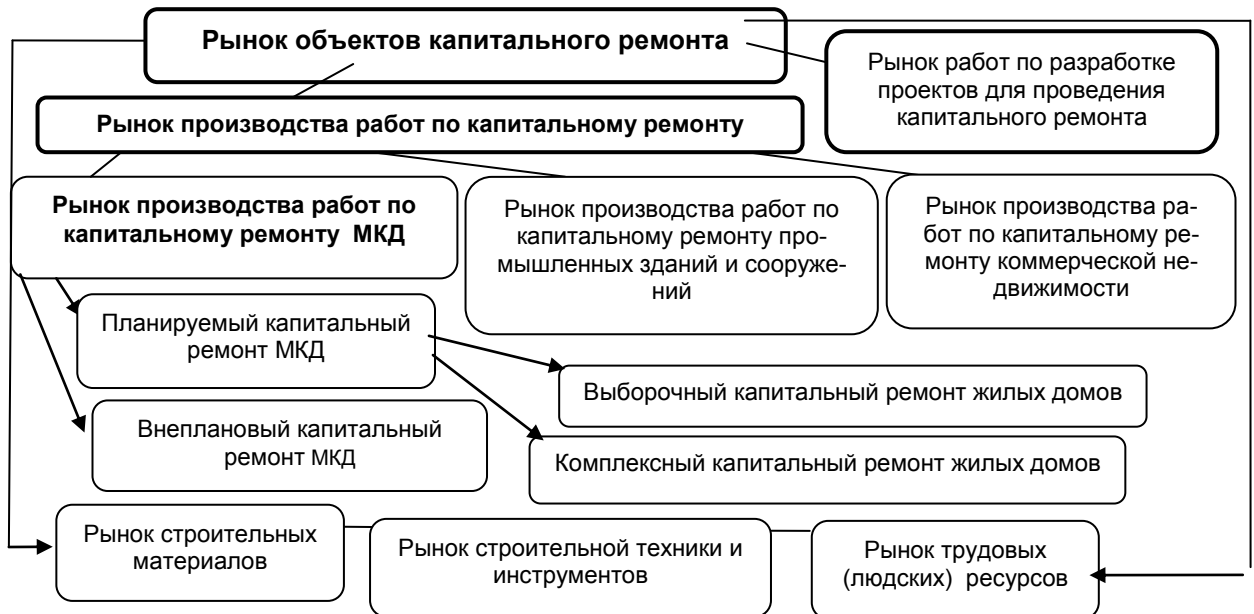 Рынок объектов капитального ремонта
Рынок работ по разработке
проектов для проведения
капитального ремонта
Рынок производства работ по капитальному ремонту
Рынок производства работ по
капитальному ремонту МКД
Рынок производства работ по
капитальному ремонту про-
мышленных зданий и сооруже-
ний
Рынок производства ра-
бот по капитальному ре-
монту коммерческой не-
движимости
Планируемый капитальный
ремонт МКД
Выборочный капитальный ремонт жилых домов
Внеплановый капитальный
ремонт МКД
Комплексный капитальный ремонт жилых домов
Рынок строительных
материалов
Рынок строительной техники и
инструментов
Рынок трудовых
(людских) ресурсов